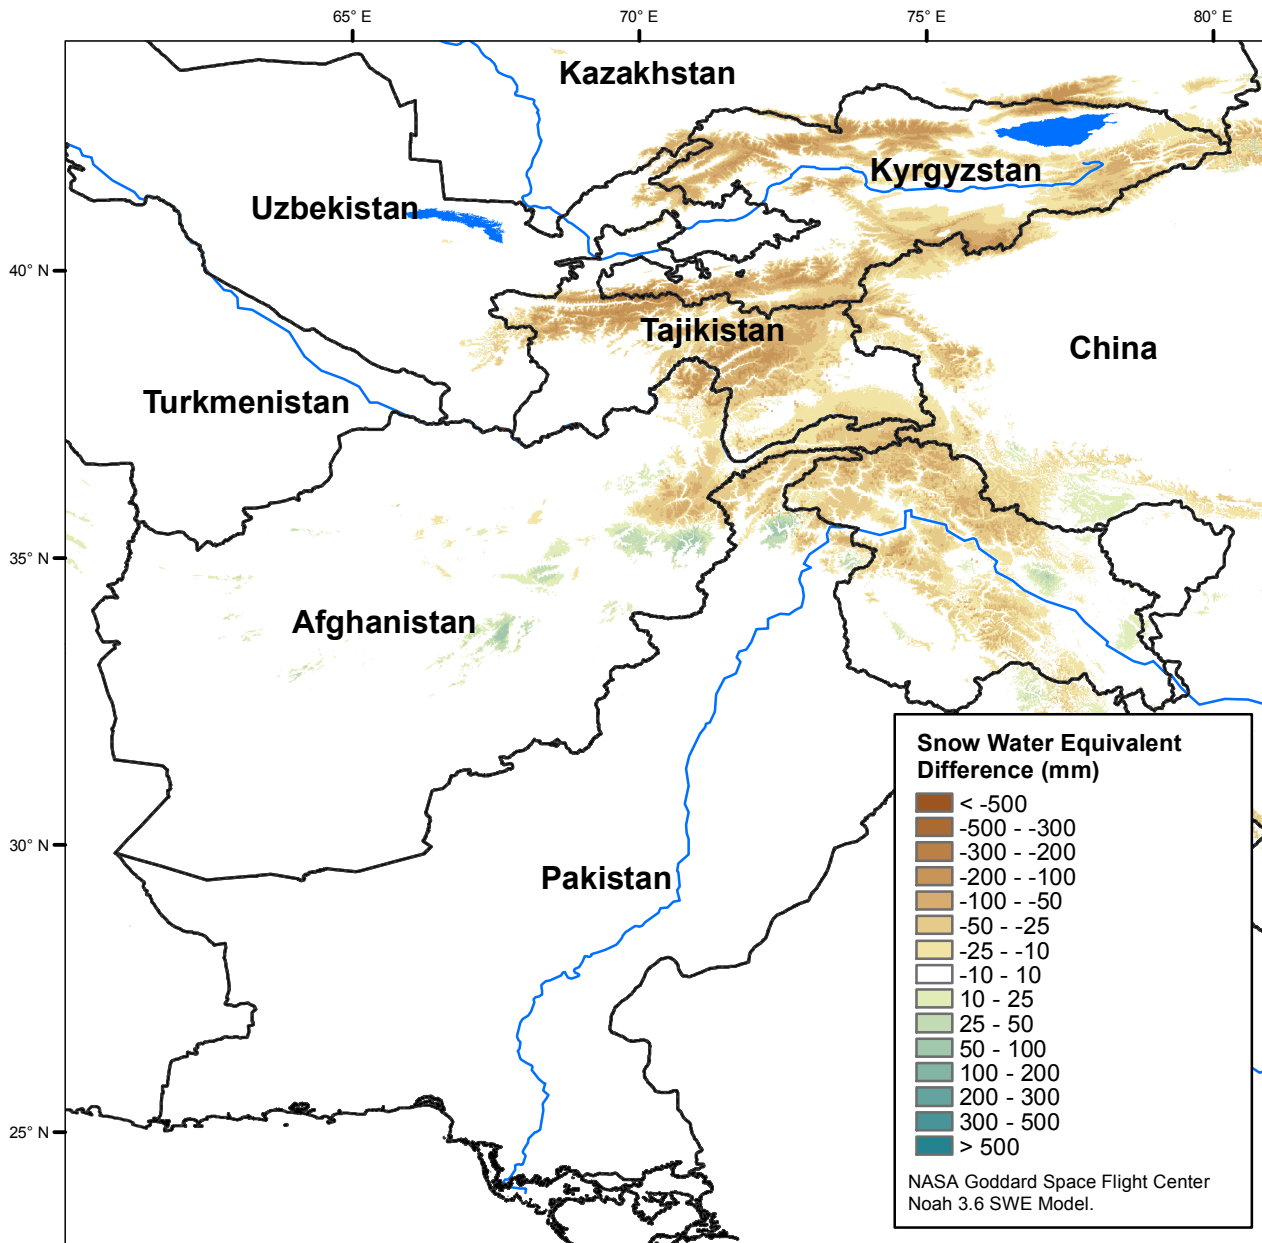 65° E
70° E
75° E
80° E
Kazakhstan
Kyrgyzstan
Uzbekistan
40° N
Tajikistan
China
Turkmenistan
35° N
Afghanistan
Snow Water Equivalent
Difference (mm)
< -500
-500 - -300
-300 - -200
-200 - -100
-100 - -50
-50 - -25
-25 - -10
-10 - 10
10 - 25
25 - 50
50 - 100
100 - 200
200 - 300
300 - 500
> 500
NASA Goddard Space Flight Center
Noah 3.6 SWE Model.
30° N
Pakistan
25° N